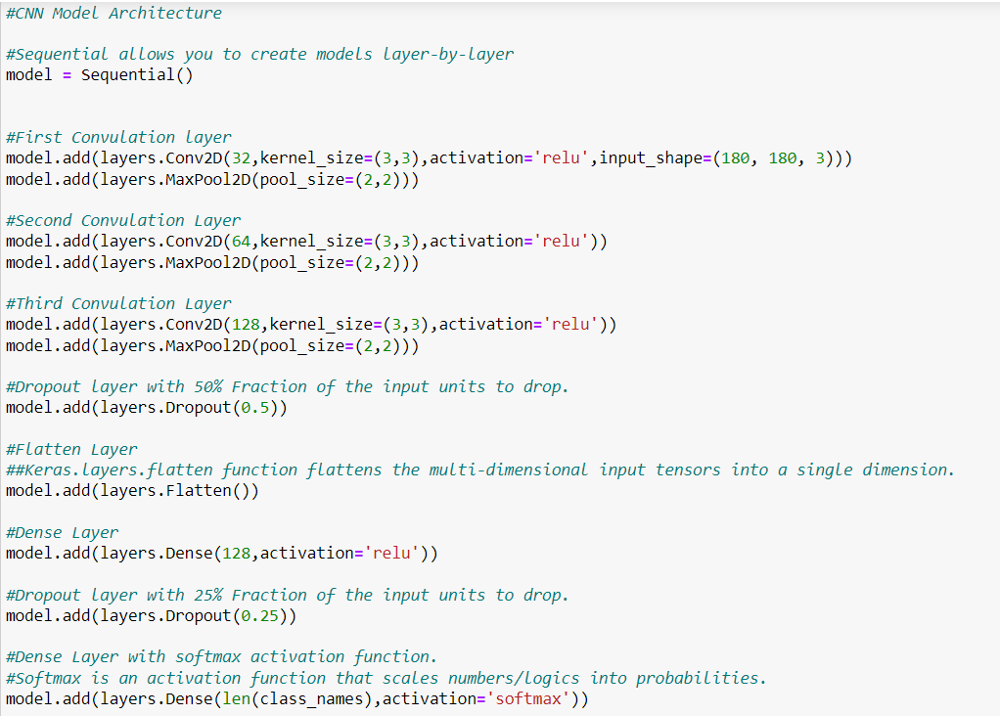 #CNN Model Architecture
#Sequential allows you to create models layer-by-layer
model = Sequential()
#First Convulation layer
model.add(layers.Conv2D(32,kernel_size=(3,3),activation='relu',input_shape=(180, 180, 3)))
model.add(layers.MaxPool2D(pool_size=(2,2)))
#Second Convulation Layer
model.add(layers.Conv2D(64,kernel_size=(3,3),activation='relu'))
model.add(layers.MaxPool2D(pool_size=(2,2)))
#Third Convulation Layer
model.add(layers.Conv2D(128,kernel_size=(3,3),activation='relu'))
model.add(layers.MaxPool2D(pool_size=(2,2)))
#Dropout layer with 50% Fraction of the input units to drop.
model.add(layers.Dropout(0.5))
#Flatten Layer
##Keras.layers.flatten function flattens the multi-dimensional input tensors into a single dimension.
model.add(layers.Flatten())
#Dense Layer
model.add(layers.Dense(128,activation='relu'))
#Dropout layer with 25% Fraction of the input units to drop.
model.add(layers.Dropout(0.25))
#Dense Layer with softmax activation function.
#Softmax is an activation function that scales numbers/logics into probabilities.
model.add(layers.Dense(len(class_names),activation='softmax'))